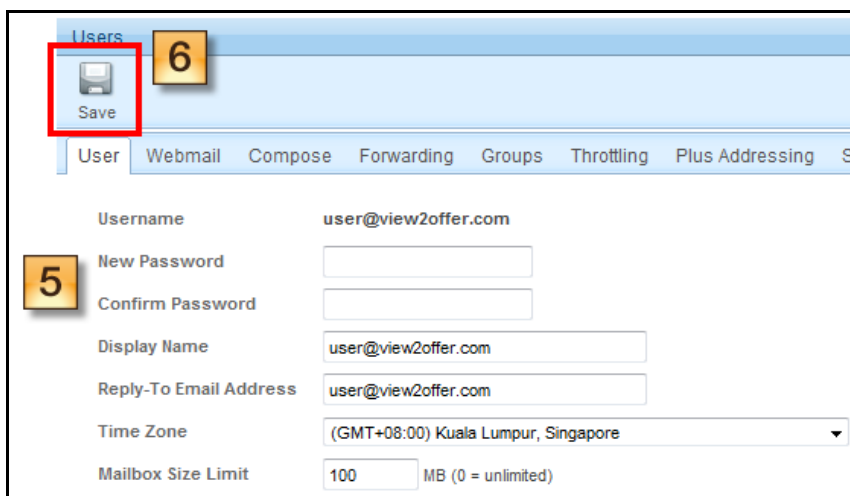 Users
6
Save
User Webmail Compose Forwarding Groups Throttling Plus Addressing S
Username user@view2offer.com
New Password
5
Confirm Password
Display Name user@view2offer.com
Reply-To Email Address user@view2offer.com
Time Zone (GMT+08:00) Kuala Lumpur, Singapore
Mailbox Size Limit 100 MB (0 = unlimited)